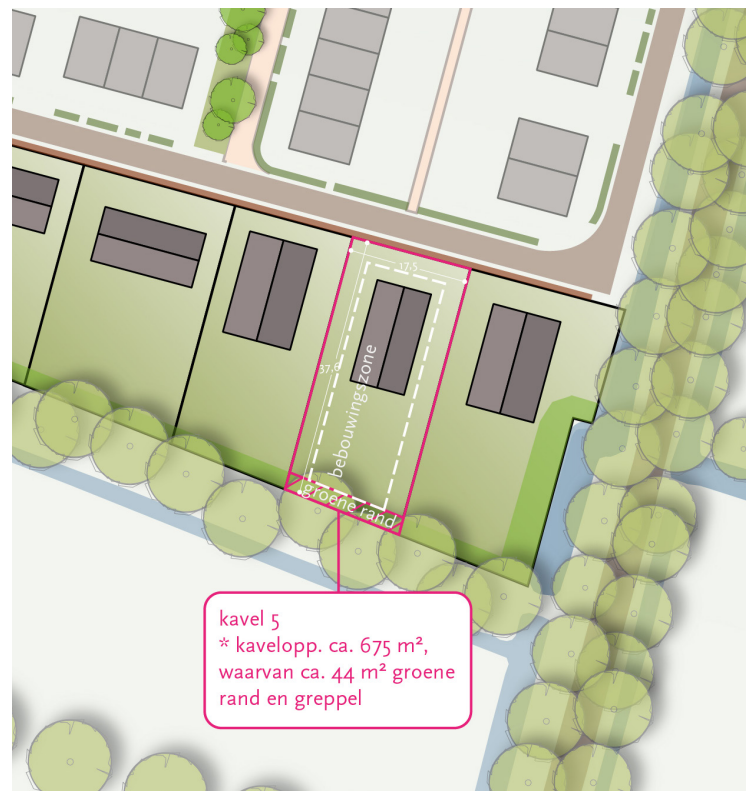 17,5
37,6
bebouwingszone
groene rand
kavel 5
* kavelopp. ca. 675 m²,
waarvan ca. 44 m² groene
rand en greppel